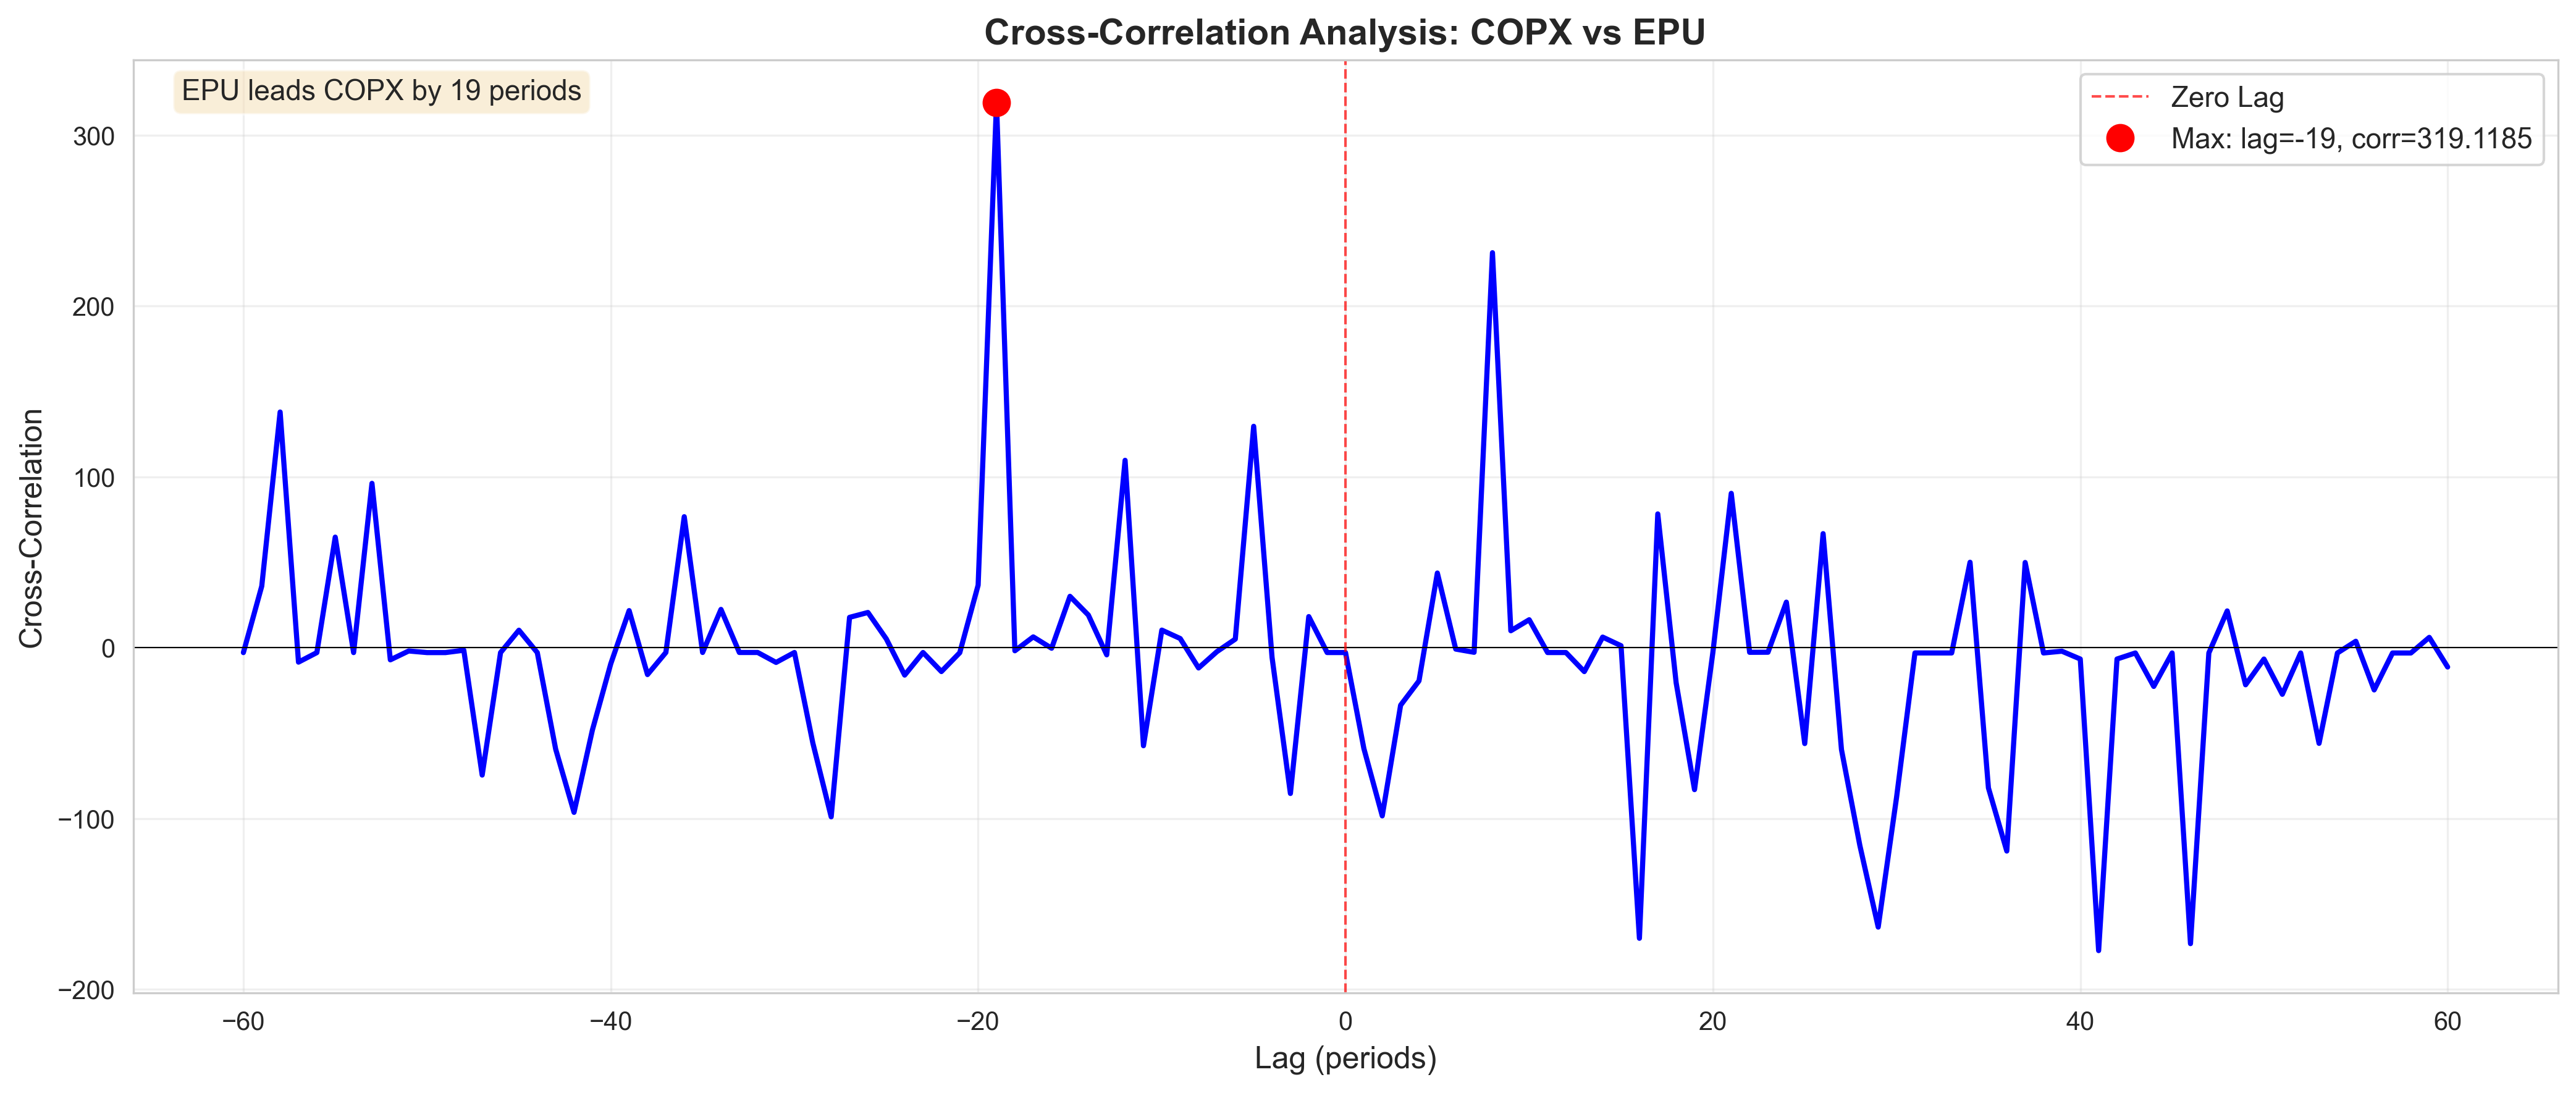 Cross-Correlation Analysis: COPX vs EPU
EPU leads COPX by 19 periods
Zero Lag
Max: lag=-19, corr=319.1185
Cross-Correlation
300
200
100
0
−100
−200
−60
−40
−20
0
20
40
60
Lag (periods)